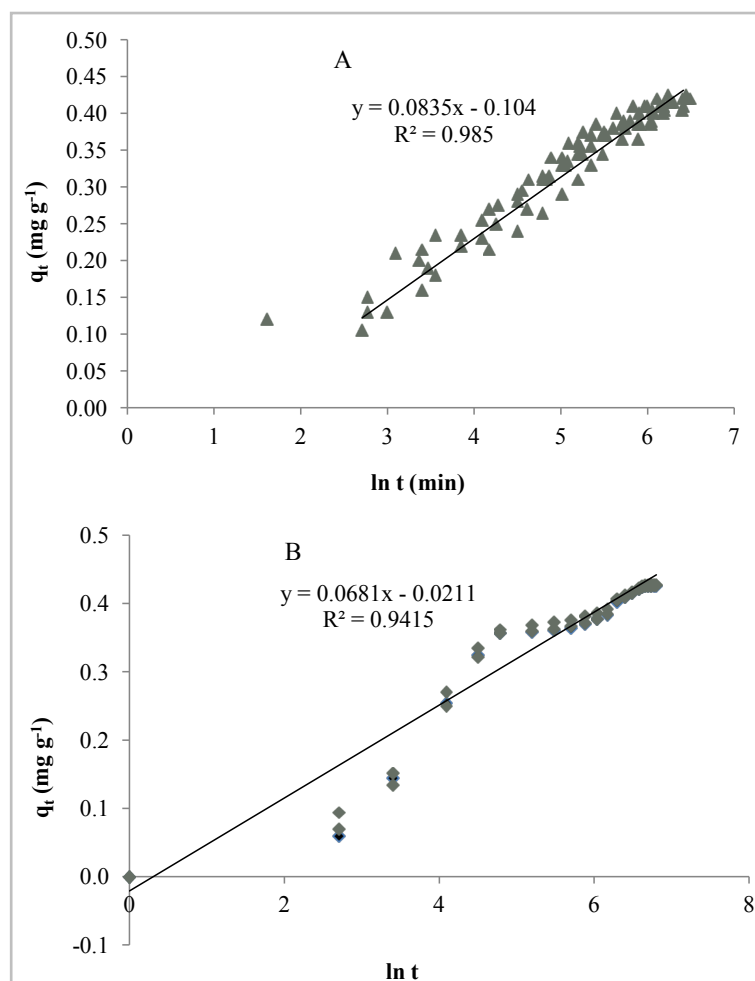 A
y = 0.0835x - 0.104
R² = 0.985
0.50
0.45
0.40
0.35
0.30
0.25
0.20
0.15
0.10
0.05
0.00
qt (mg g-1)
0 1 2 3 4 5 6 7
ln t (min)
B
y = 0.0681x - 0.0211
R² = 0.9415
0.5
0.4
0.3
0.2
0.1
0.0
-0.1
qt (mg g-1)
0 2 4 6 8
ln t